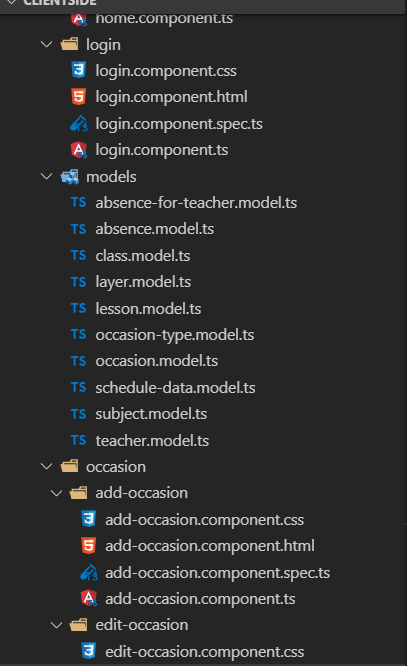 CLIENTSIDE
home.component.ts
login
login.component.css
login.component.html
login.component.spec.ts
login.component.ts
models
TS absence-for-teacher.model.ts
TS absence.model.ts
TS class.model.ts
TS layer.model.ts
TS lesson.model.ts
TS occasion-type.model.ts
TS occasion.model.ts
TS schedule-data.model.ts
TS subject.model.ts
TS teacher.model.ts
occasion
add-occasion
add-occasion.component.css
add-occasion.component.html
add-occasion.component.spec.ts
add-occasion.component.ts
edit-occasion
edit-occasion.component.css